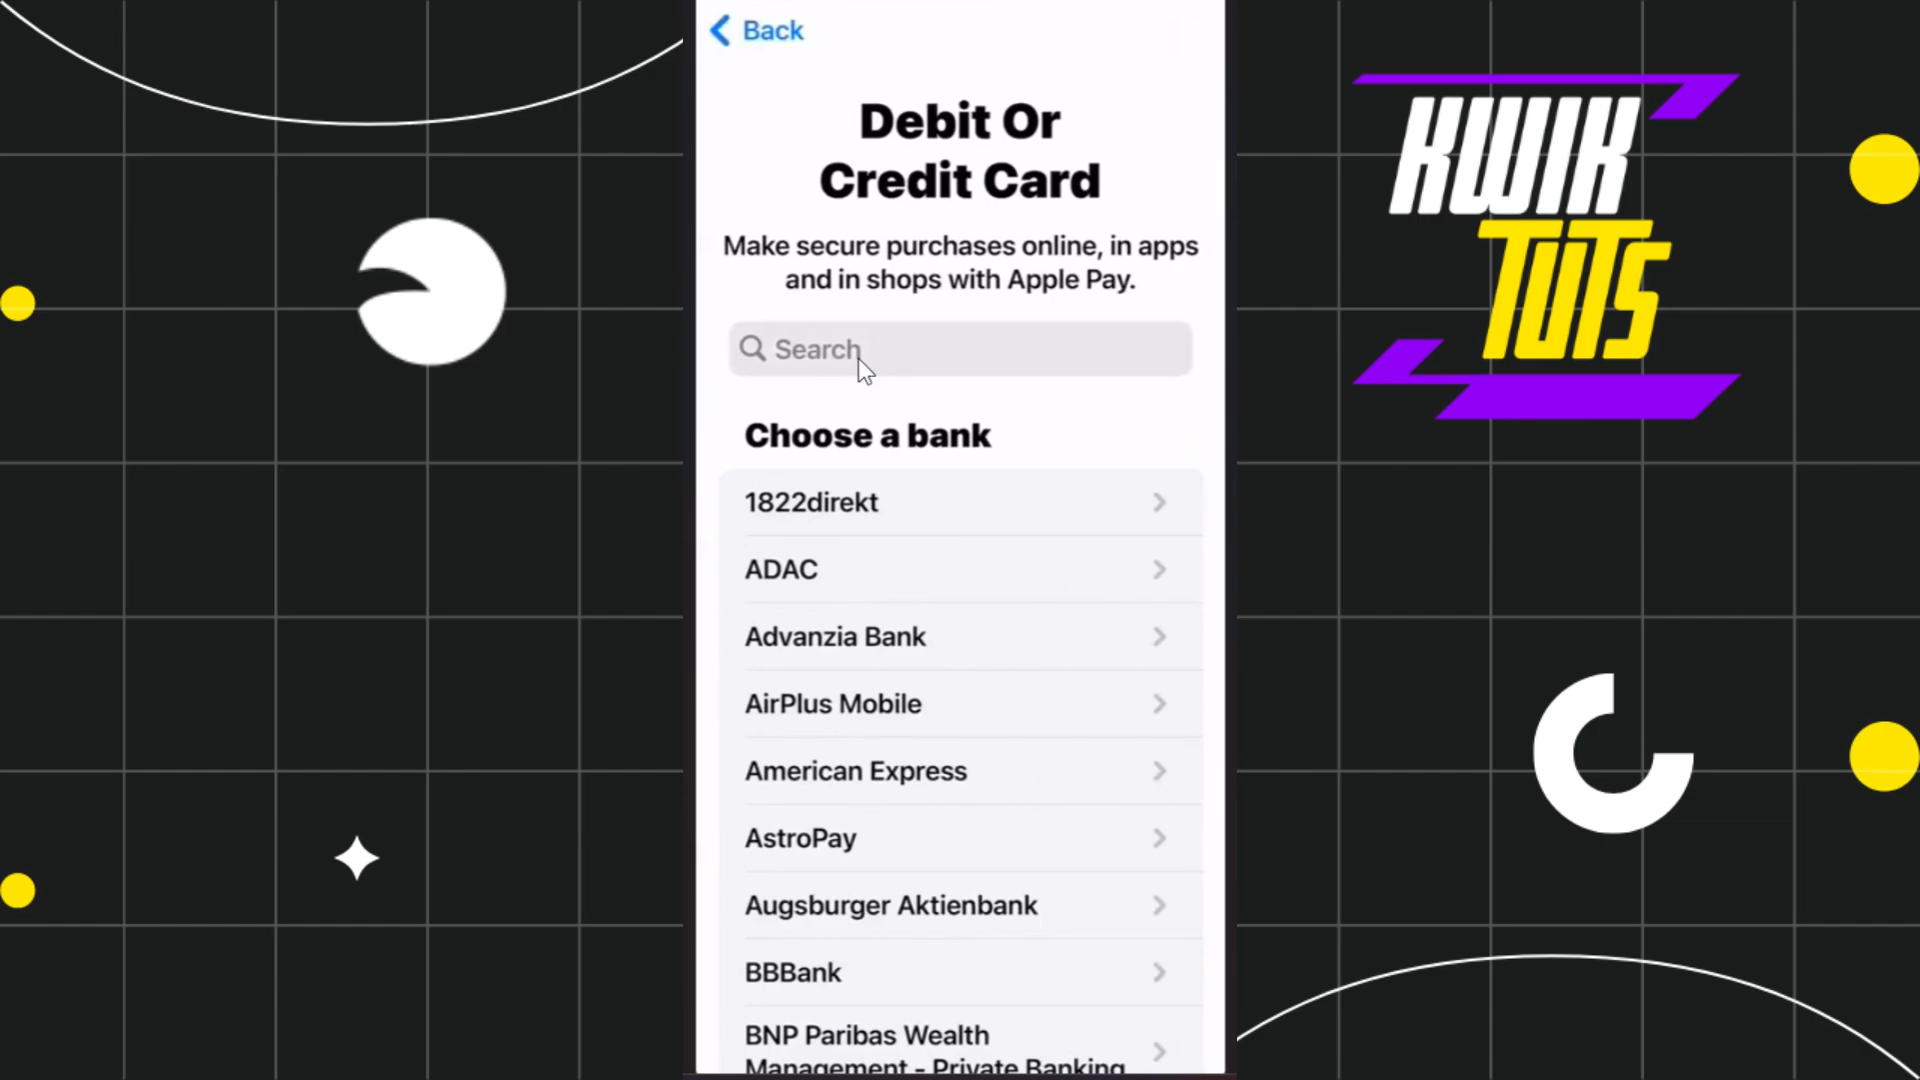 Back
Debit Or
Credit Card
Make secure purchases online, in apps
and in shops with Apple Pay.
Search
Choose a bank
1822direkt
ADAC
Advanzia Bank
AirPlus Mobile
American Express
AstroPay
Augsburger Aktienbank
BBBank
BNP Paribas Wealth
Management - Private Banking
KWIK
TUTS